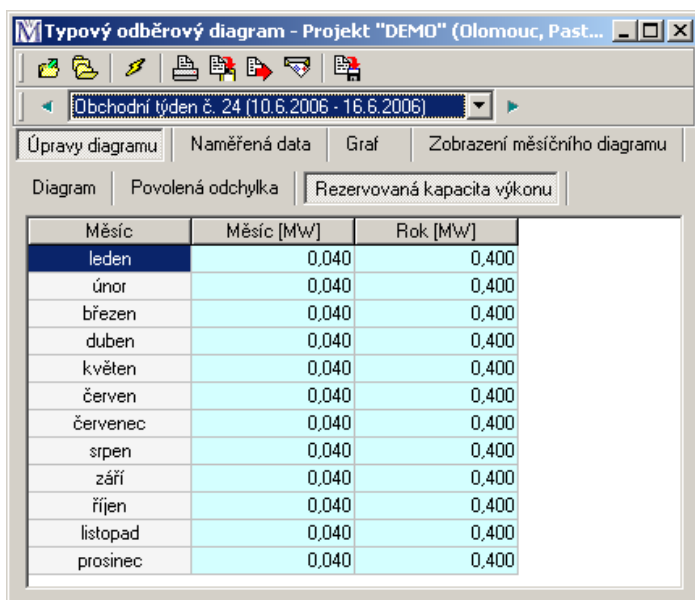 Typový odběrový diagram - Projekt "DEMO" (Olomouc, Past...
Obchodní týden č. 24 (10.6.2006 - 16.6.2006)
Úpravy diagramu Naměřená data Graf Zobrazení měsíčního diagramu
Diagram Povolená odchylka Rezervovaná kapacita výkonu
Měsíc Měsíc [MW] Rok [MW]
leden 0,040 0,400
únor 0,040 0,400
březen 0,040 0,400
duben 0,040 0,400
květen 0,040 0,400
červen 0,040 0,400
červenec 0,040 0,400
srpen 0,040 0,400
září 0,040 0,400
říjen 0,040 0,400
listopad 0,040 0,400
prosinec 0,040 0,400